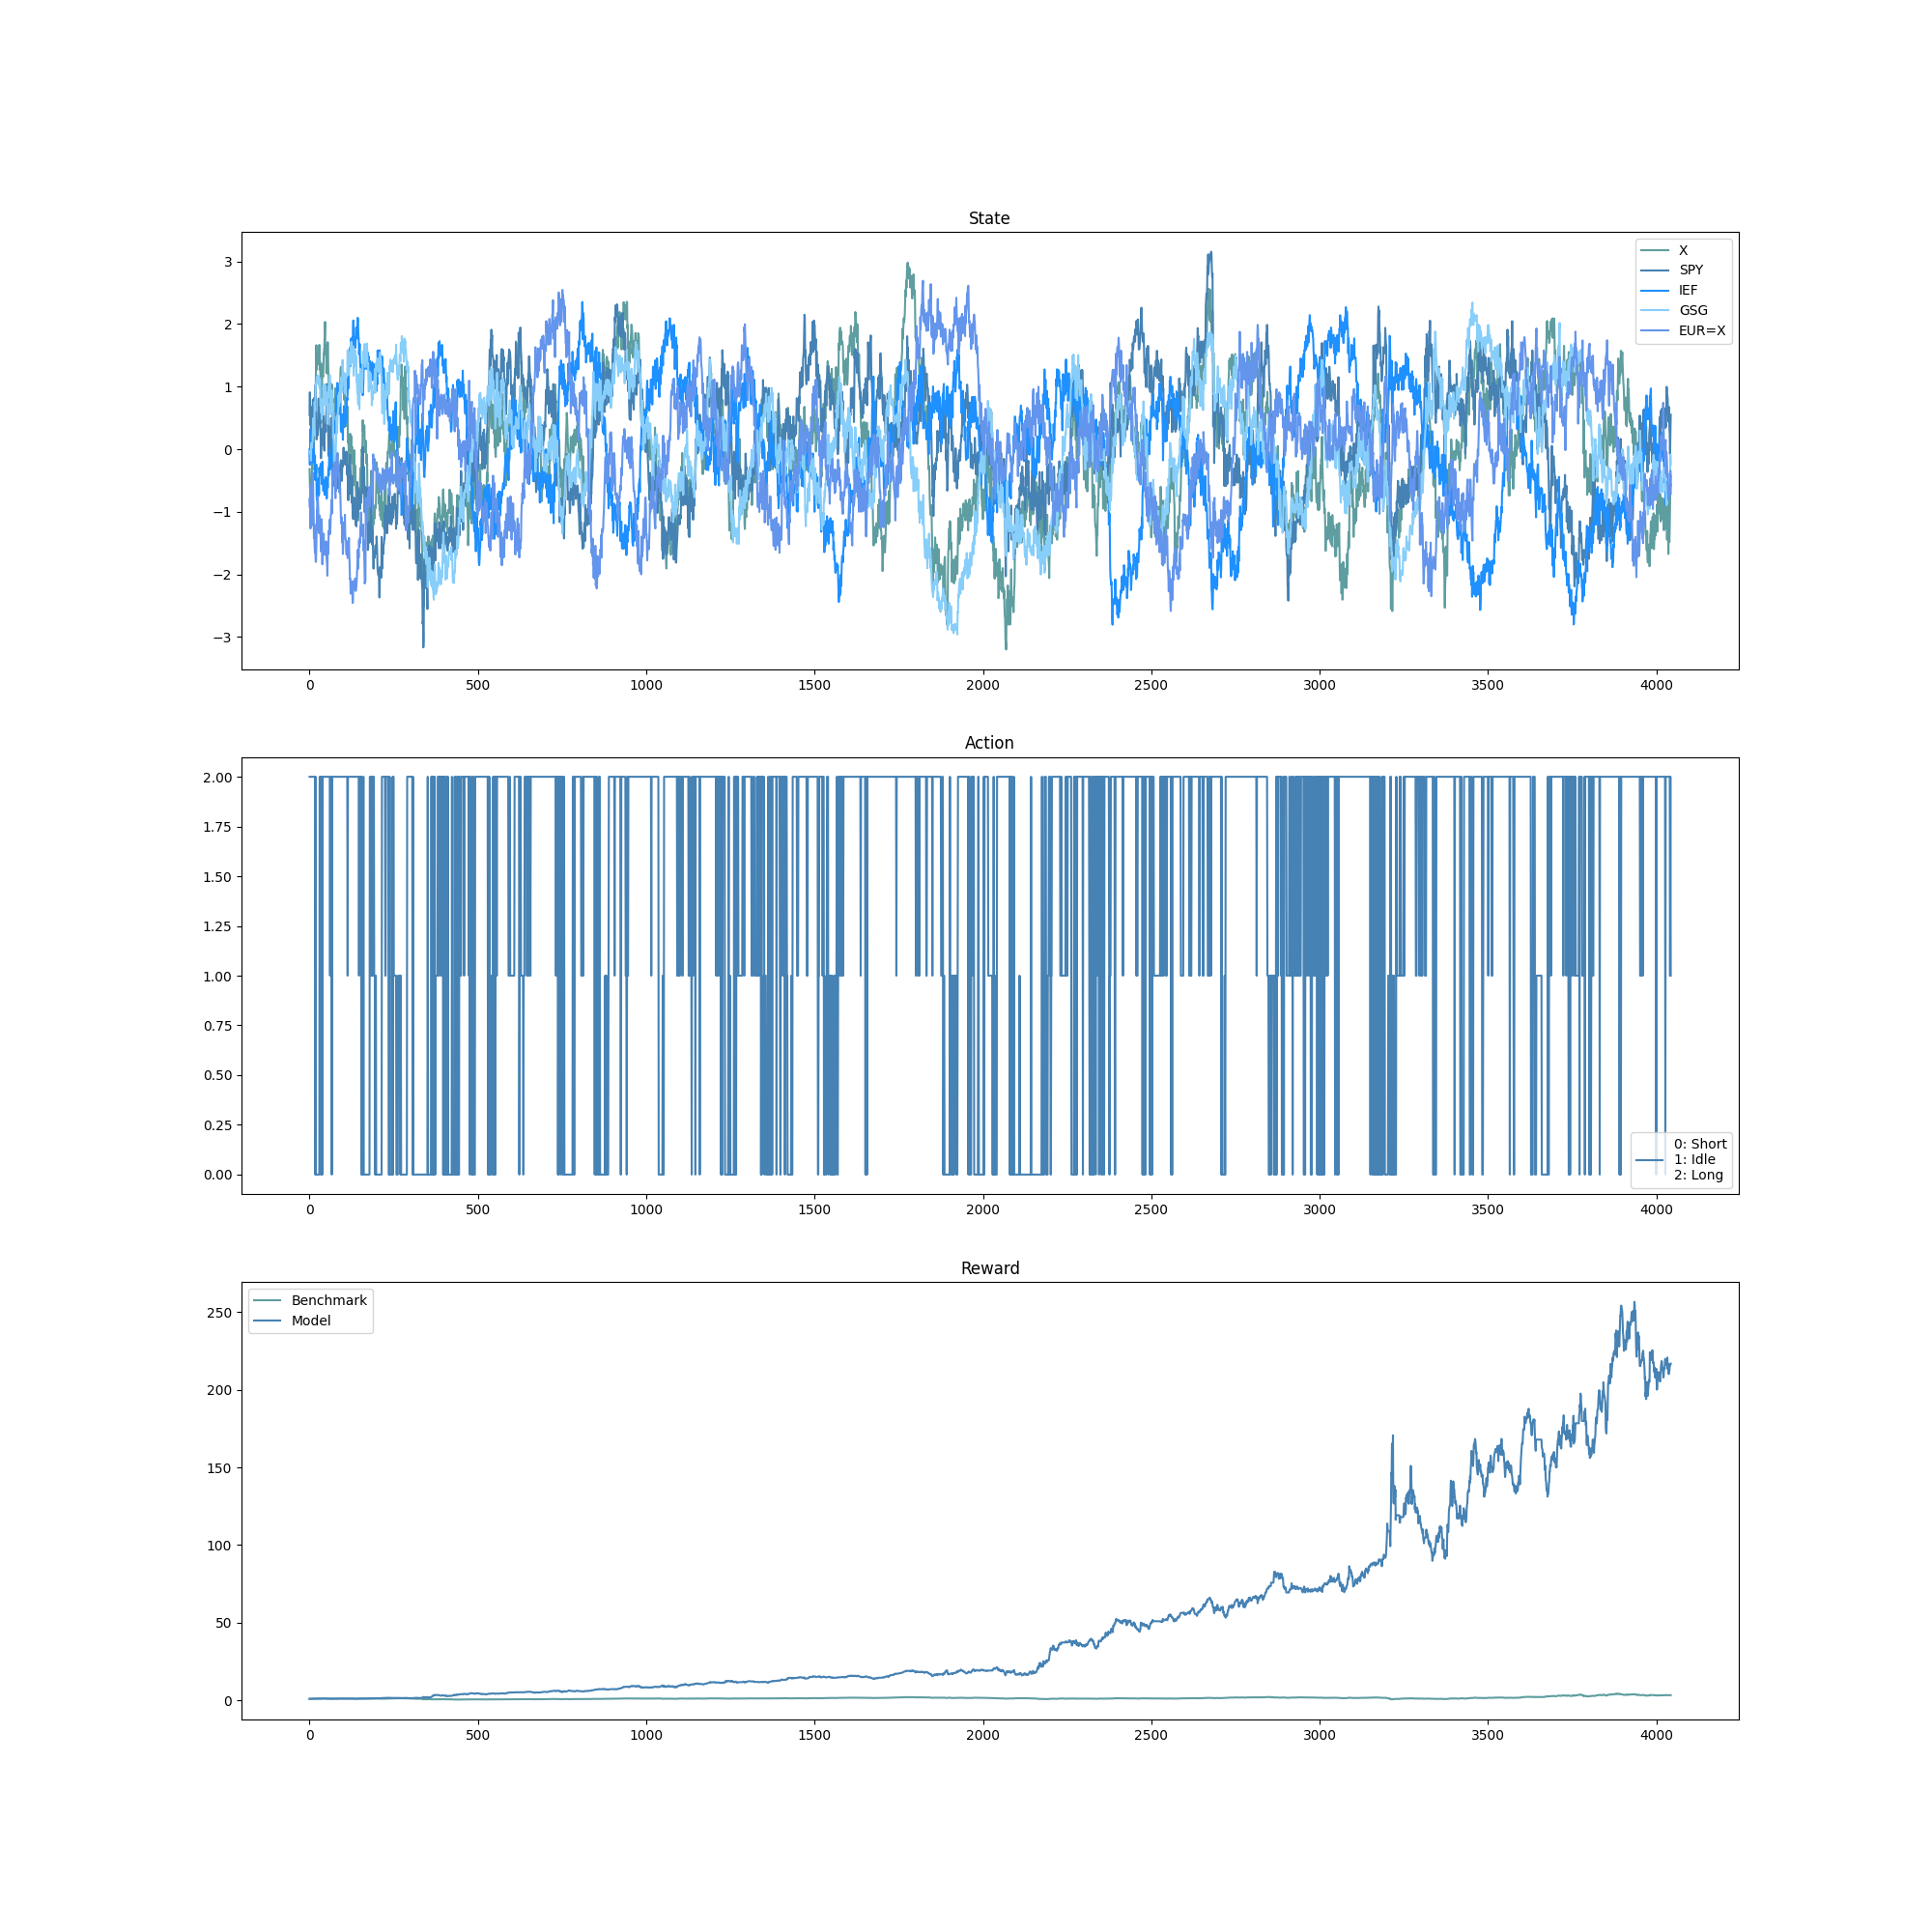 State
3
2
1
0
−1
−2
−3
X
SPY
IEF
GSG
EUR=X
0 500 1000 1500 2000 2500 3000 3500 4000
Action
2.00
1.75
1.50
1.25
1.00
0.75
0.50
0.25
0.00
0: Short
1: Idle
2: Long
0 500 1000 1500 2000 2500 3000 3500 4000
Reward
Benchmark
Model
250
200
150
100
50
0
0 500 1000 1500 2000 2500 3000 3500 4000